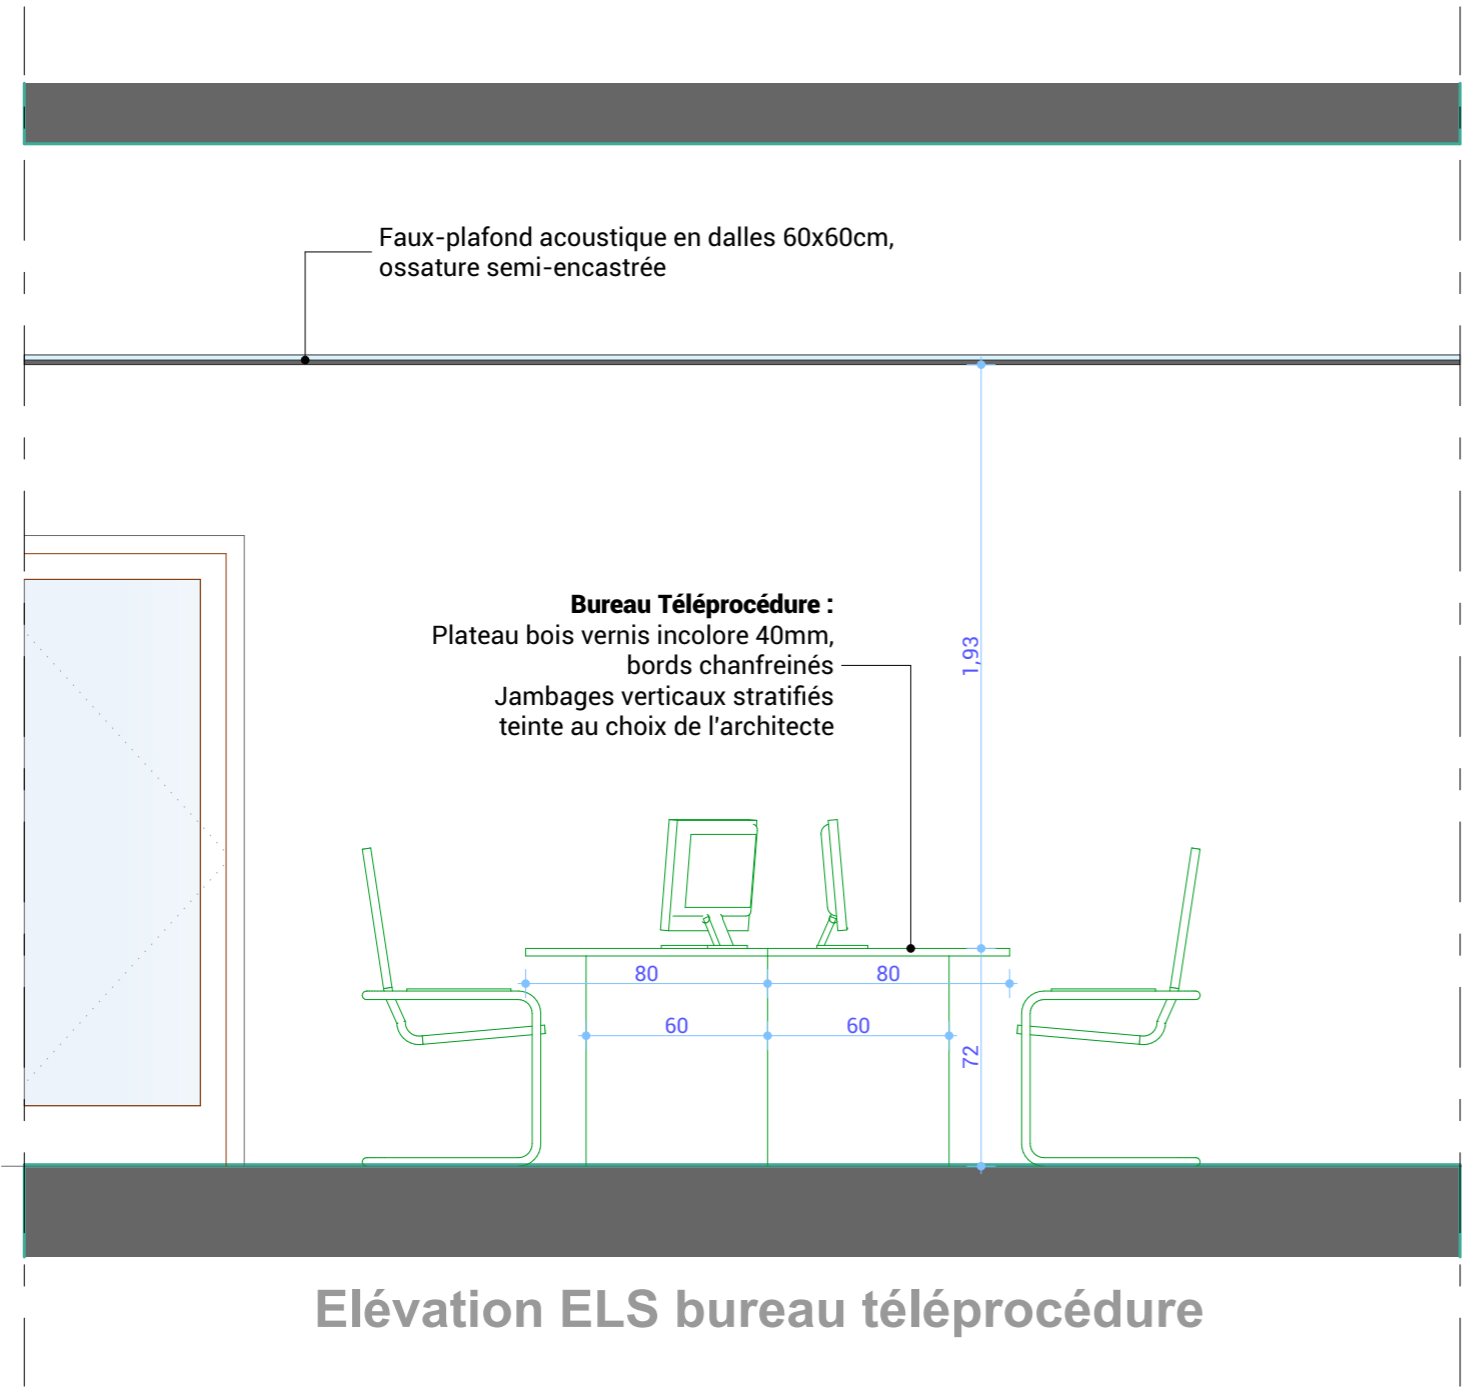 Faux-plafond acoustique en dalles 60x60cm,
ossature semi-encastrée
Bureau Téléprocédure :
Plateau bois vernis incolore 40mm,
bords chanfreinés
Jambages verticaux stratifiés
teinte au choix de l'architecte
1,93
80
80
60
60
72
Elévation ELS bureau téléprocédure